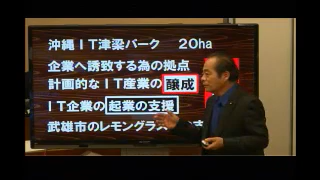 沖縄IT津梁パーク 20ha
企業へ誘致する為の拠点
計画的なIT産業の醸成
IT企業の起業の支援
武雄市のレモングラス